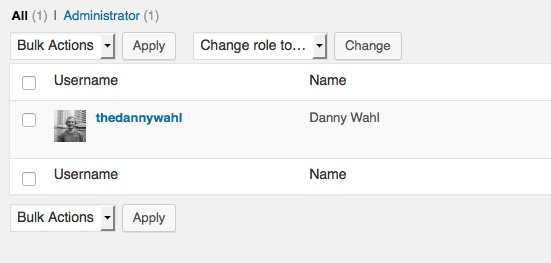 All (1) | Administrator (1)
Bulk Actions Apply Change role to... Change
Username Name
thedannywahl Danny Wahl
Username Name
Bulk Actions Apply